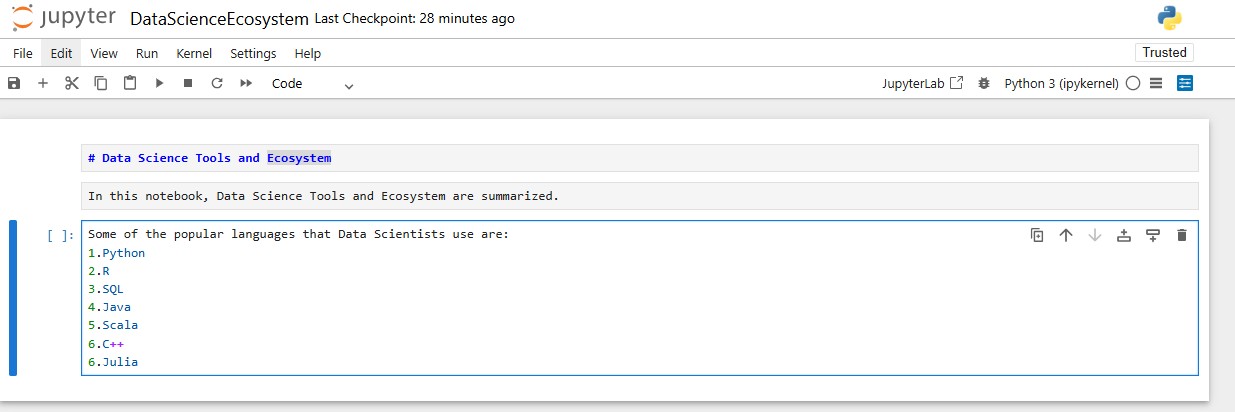 jupyter DataScienceEcosystem Last Checkpoint: 28 minutes ago
File Edit View Run Kernel Settings Help Trusted
Code JupyterLab Python 3 (ipykernel)
# Data Science Tools and Ecosystem
In this notebook, Data Science Tools and Ecosystem are summarized.
[ ]: Some of the popular languages that Data Scientists use are:
1.Python
2.R
3.SQL
4.Java
5.Scala
6.C++
6.Julia